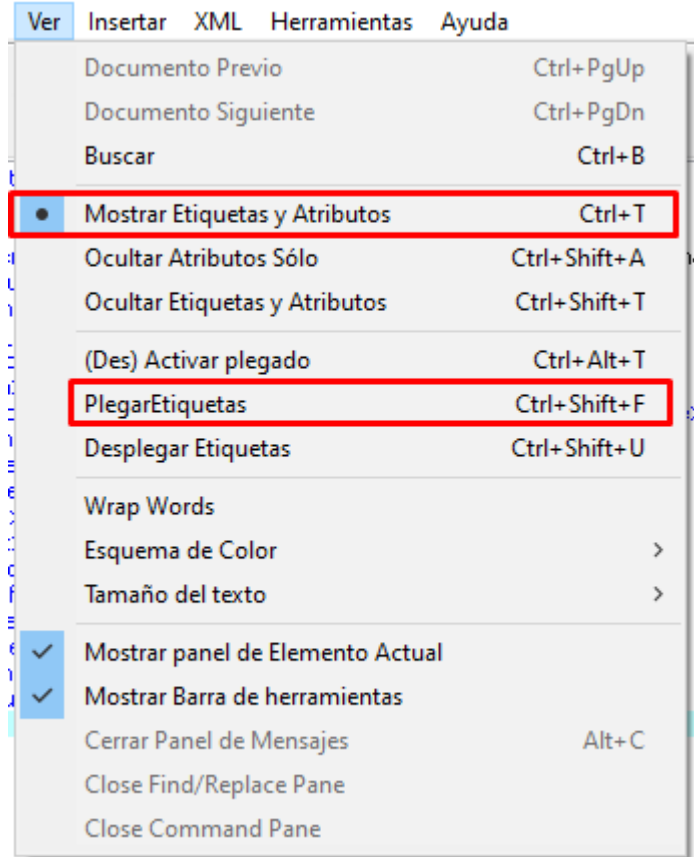 Ver Insertar XML Herramientas Ayuda
Documento Previo Ctrl+PgUp
Documento Siguiente Ctrl+PgDn
Buscar Ctrl+B
Mostrar Etiquetas y Atributos Ctrl+T
Ocultar Atributos Sólo Ctrl+Shift+A
Ocultar Etiquetas y Atributos Ctrl+Shift+T
(Des) Activar plegado Ctrl+Alt+T
PlegarEtiquetas Ctrl+Shift+F
Desplegar Etiquetas Ctrl+Shift+U
Wrap Words
Esquema de Color
Tamaño del texto
Mostrar panel de Elemento Actual
Mostrar Barra de herramientas
Cerrar Panel de Mensajes Alt+C
Close Find/Replace Pane
Close Command Pane